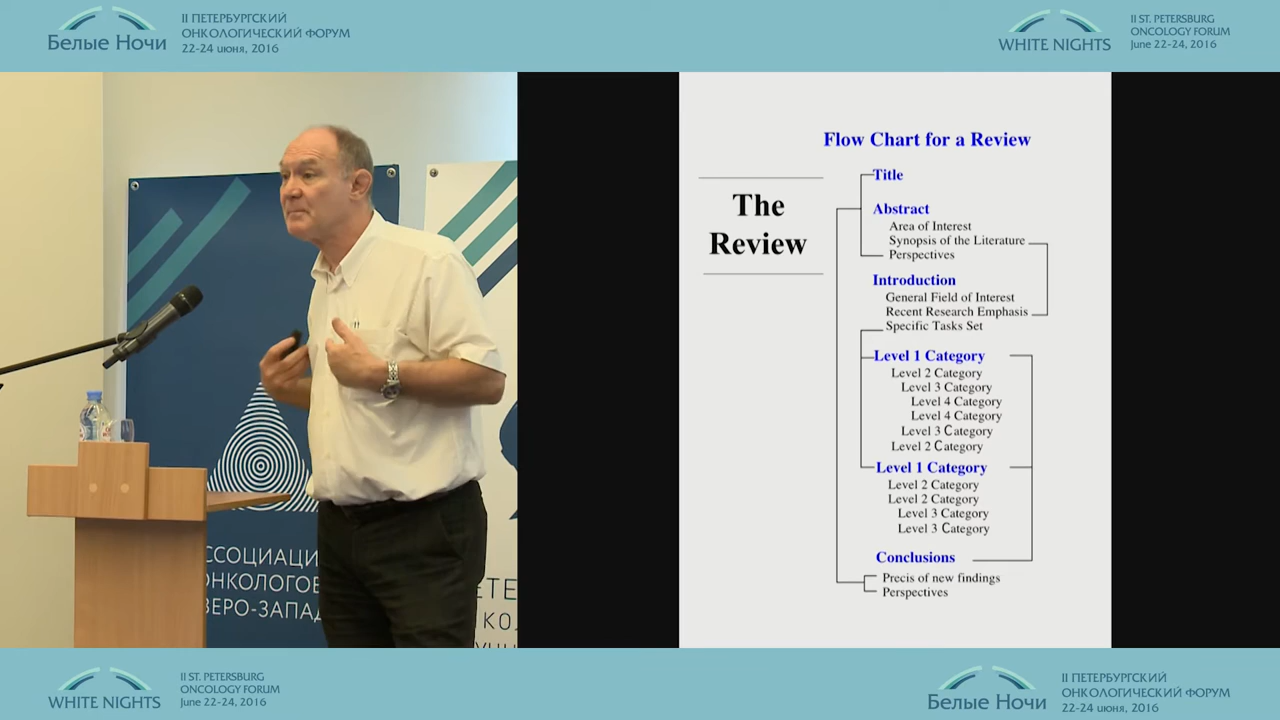 Белые Ночи
II ПЕТЕРБУРГСКИЙ
ОНКОЛОГИЧЕСКИЙ ФОРУМ
22-24 июня, 2016
WHITE NIGHTS
II ST. PETERSBURG
ONCOLOGY FORUM
June 22-24, 2016
ССОЦИАЦИ
ОНКОЛОГОВ
ВЕРО-ЗАПАД
Flow Chart for a Review
The
Review
Title
Abstract
Area of Interest
Synopsis of the Literature
Perspectives
Introduction
General Field of Interest
Recent Research Emphasis
Specific Tasks Set
Level 1 Category
Level 2 Category
Level 3 Category
Level 4 Category
Level 4 Category
Level 3 Category
Level 2 Category
Level 1 Category
Level 2 Category
Level 2 Category
Level 3 Category
Level 3 Category
Conclusions
Precis of new findings
Perspectives
WHITE NIGHTS
II ST. PETERSBURG
ONCOLOGY FORUM
June 22-24, 2016
Белые Ночи
II ПЕТЕРБУРГСКИЙ
ОНКОЛОГИЧЕСКИЙ ФОРУМ
22-24 июня, 2016